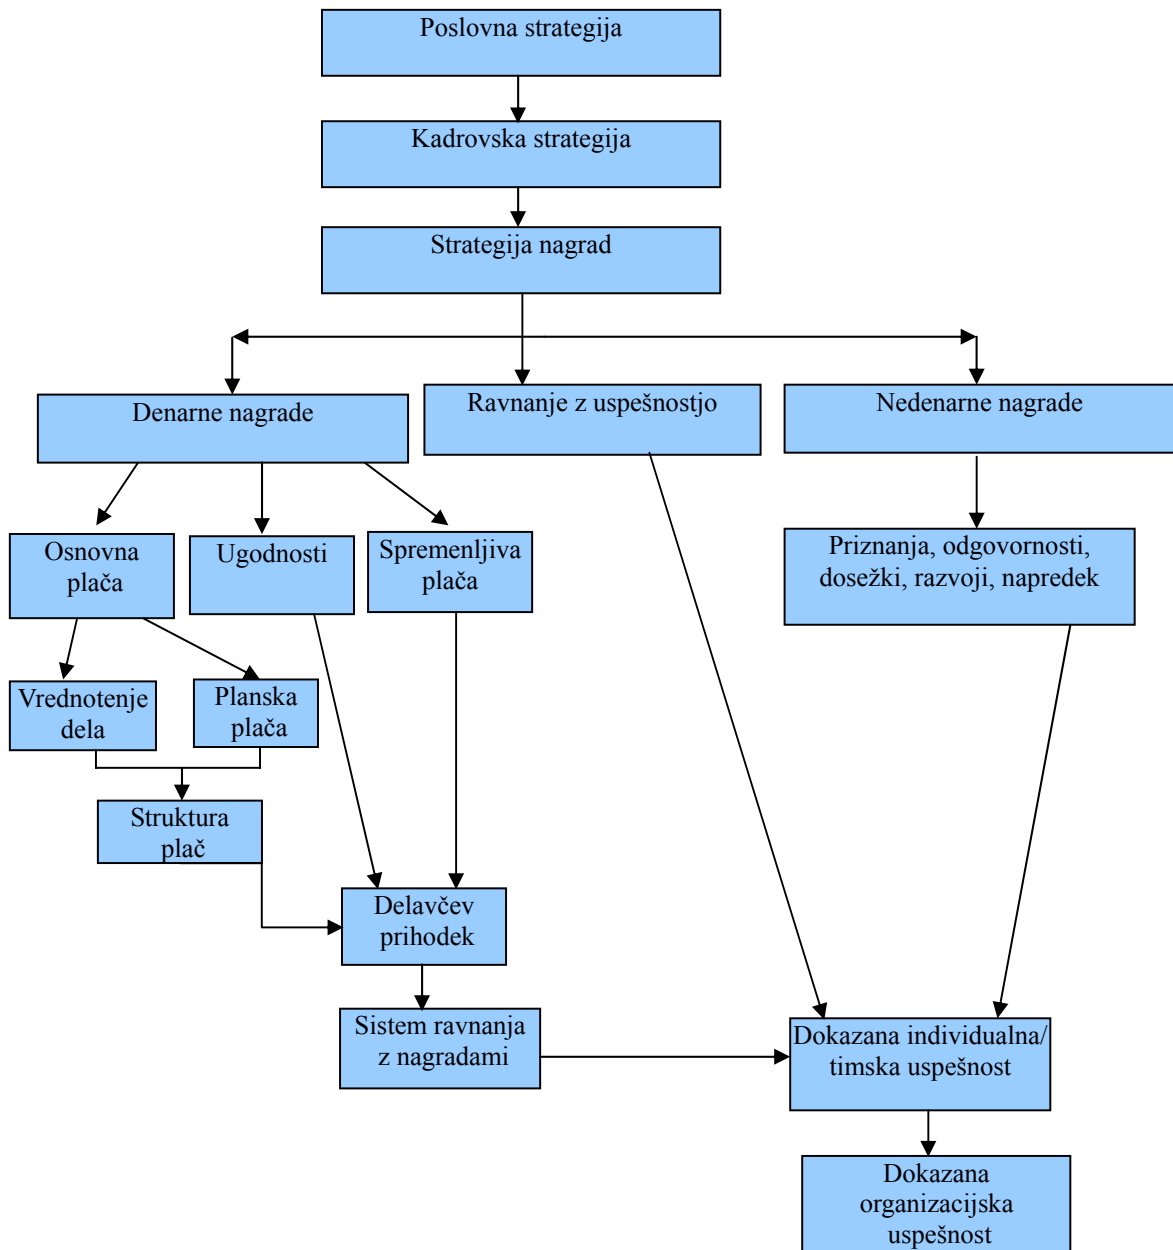 Poslovna strategija
Kadrovska strategija
Strategija nagrad
Denarne nagrade
Ravnanje z uspešnostjo
Nedenarne nagrade
Osnovna
plača
Ugodnosti
Spremenljiva
plača
Priznanja, odgovornosti,
dosežki, razvoji, napredek
Vrednotenje
dela
Planska
plača
Struktura
plač
Delavčev
prihodek
Sistem ravnanja
z nagradami
Dokazana individualna/
timska uspešnost
Dokazana
organizacijska
uspešnost